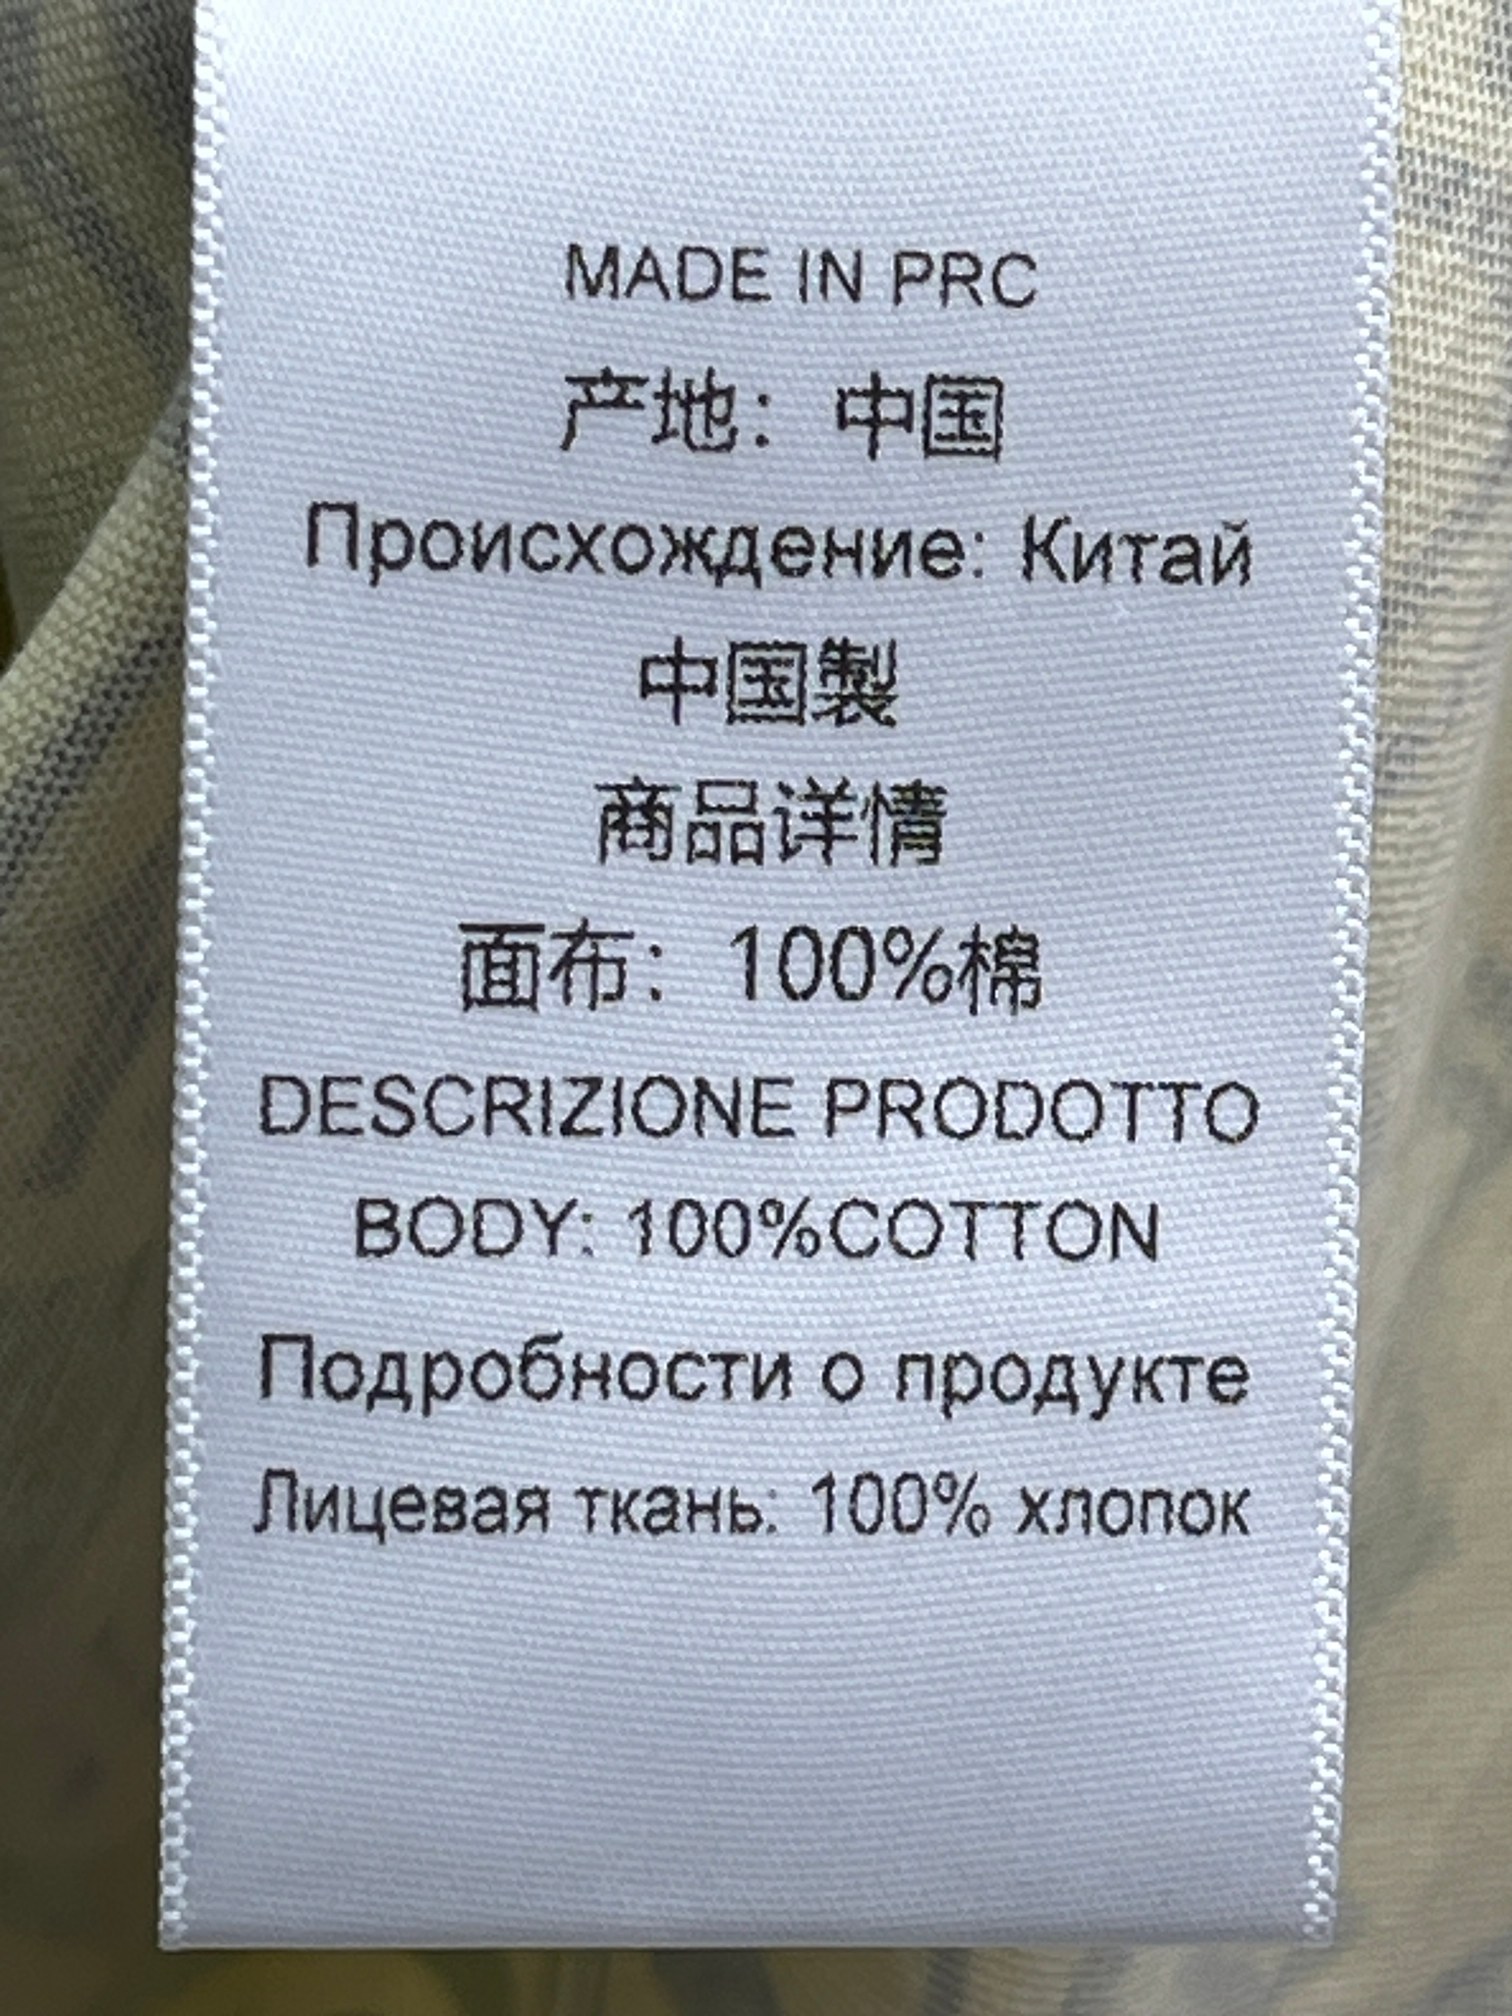 MADE IN PRC
产地：中国
Происхождение: Китай
中国製
商品详情
面布：100%棉
DESCRIZIONE PRODOTTO
BODY: 100%COTTON
Подробности о продукте
Лицевая ткань: 100% хлопок